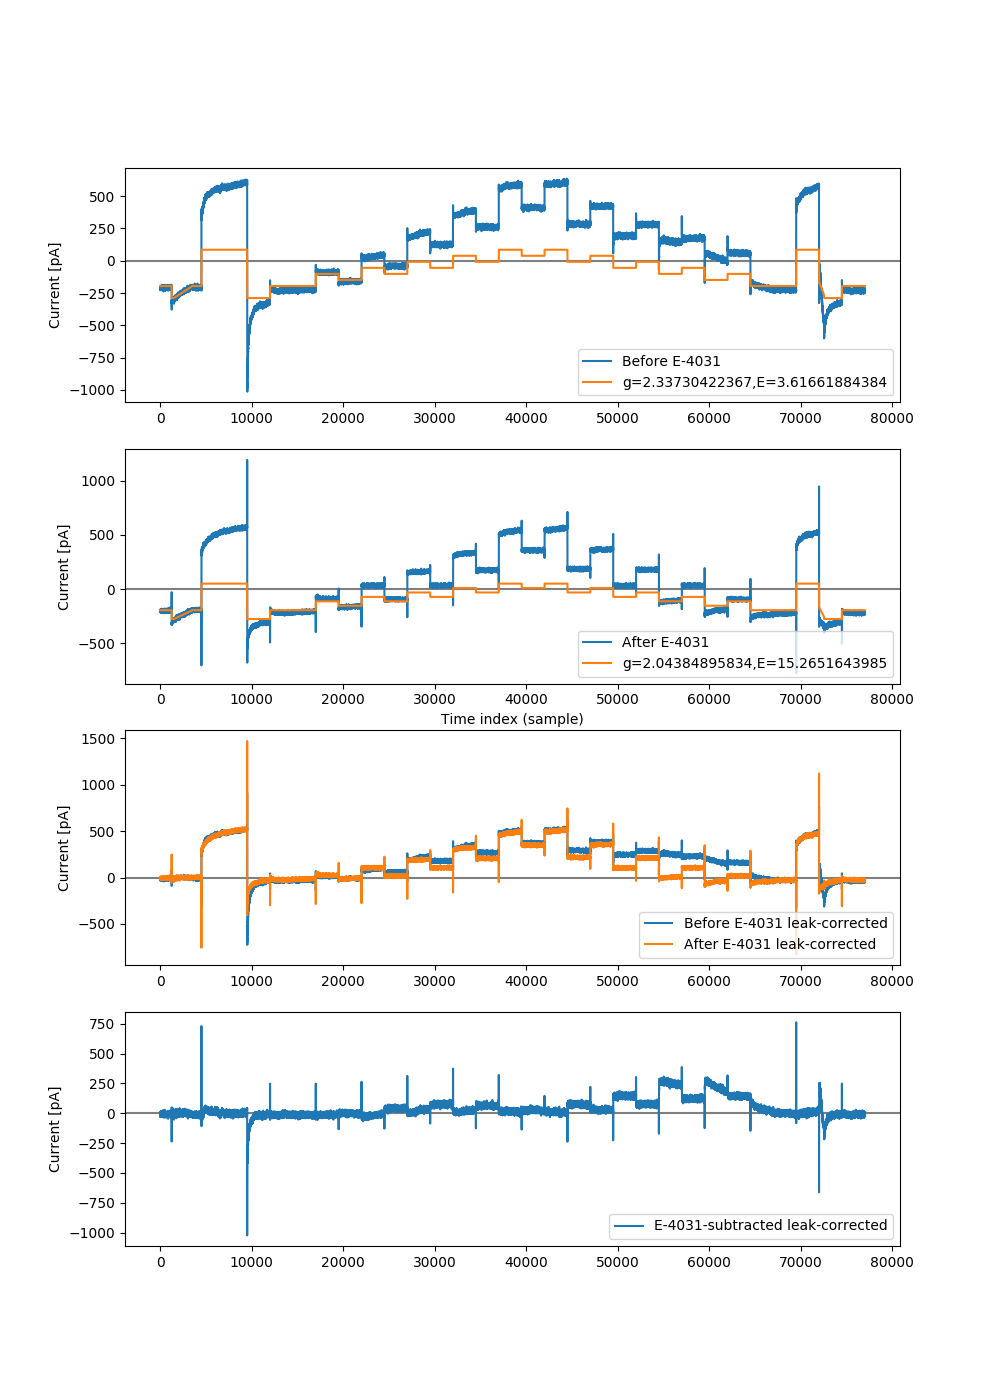 500
250
0
−250
−500
−750
−1000
Current [pA]
Before E-4031
g=2.33730422367,E=3.61661884384
0 10000 20000 30000 40000 50000 60000 70000 80000
1000
500
0
−500
Current [pA]
After E-4031
g=2.04384895834,E=15.2651643985
0 10000 20000 30000 40000 50000 60000 70000 80000
Time index (sample)
1500
1000
500
0
−500
Current [pA]
Before E-4031 leak-corrected
After E-4031 leak-corrected
0 10000 20000 30000 40000 50000 60000 70000 80000
750
500
250
0
−250
−500
−750
−1000
Current [pA]
E-4031-subtracted leak-corrected
0 10000 20000 30000 40000 50000 60000 70000 80000